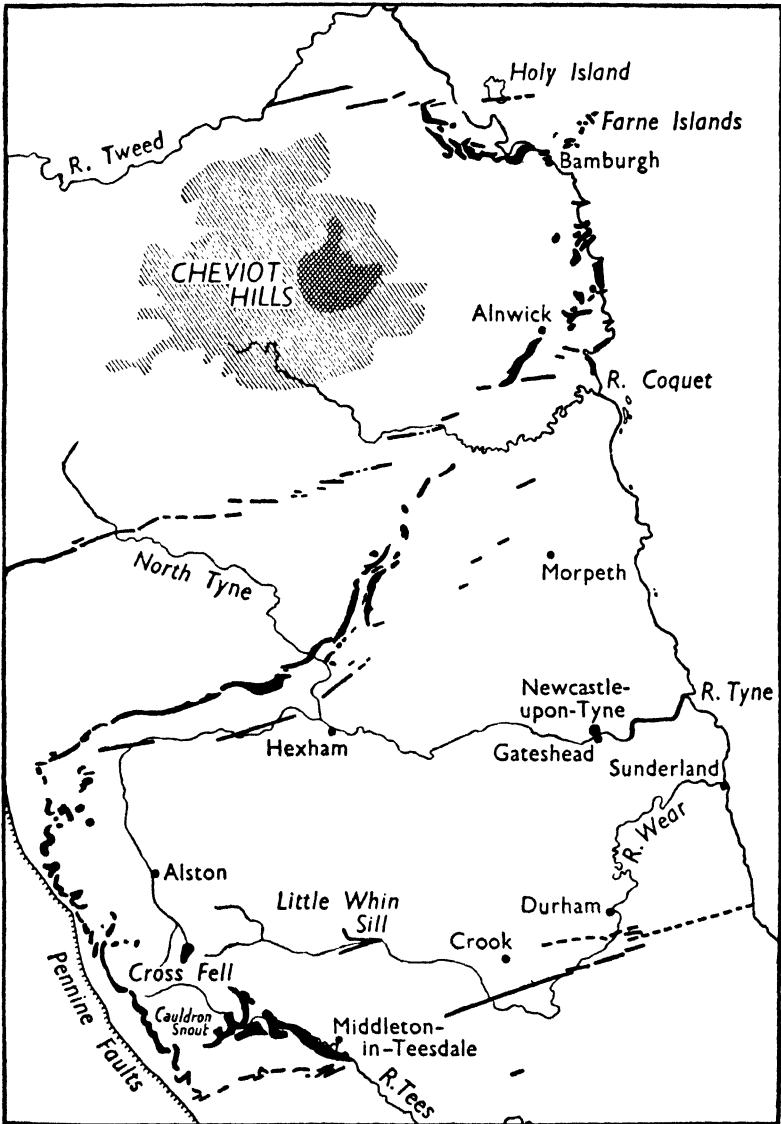 Holy Island
R. Tweed
Farne Islands
Bamburgh
CHEVIOT
HILLS
Alnwick
R. Coquet
North Tyne
Morpeth
Newcastle-
upon-Tyne
R. Tyne
Hexham
Gateshead
Sunderland
R. Wear
Alston
Little Whin
Sill
Durham
Crook
Cross Fell
Pennine Faults
Cauldron
Snout
Middleton-
in-Teesdale
R. Tees